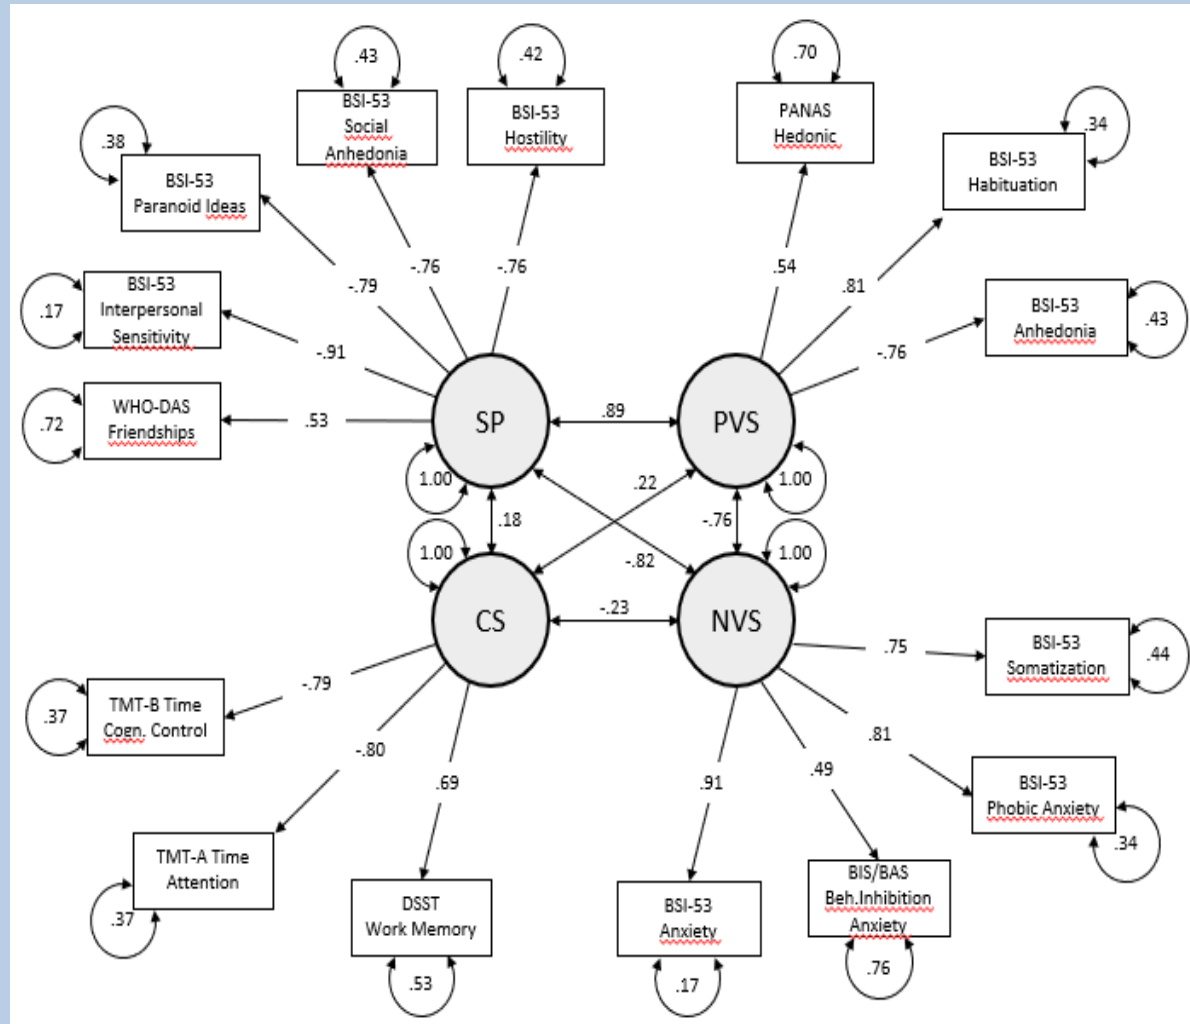 .43
BSI-53
Social
Anhedonia
.42
BSI-53
Hostility
.70
PANAS
Hedonic
.34
BSI-53
Habituation
.38
BSI-53
Paranoid Ideas
.17
BSI-53
Interpersonal
Sensitivity
.72
WHO-DAS
Friendships
-.79
-.76
-.76
.54
.81
-.91
.53
-.76
BSI-53
Anhedonia
.43
SP
.89
PVS
1.00
.22
1.00
.18
-.76
1.00
-.82
1.00
CS
-.23
NVS
.75
BSI-53
Somatization
.44
-.79
.37
TMT-B Time
Cogn. Control
-.80
.69
.91
.49
.81
BSI-53
Phobic Anxiety
.34
TMT-A Time
Attention
.37
DSST
Work Memory
.53
BSI-53
Anxiety
.17
BIS/BAS
Beh.Inhibition
Anxiety
.76